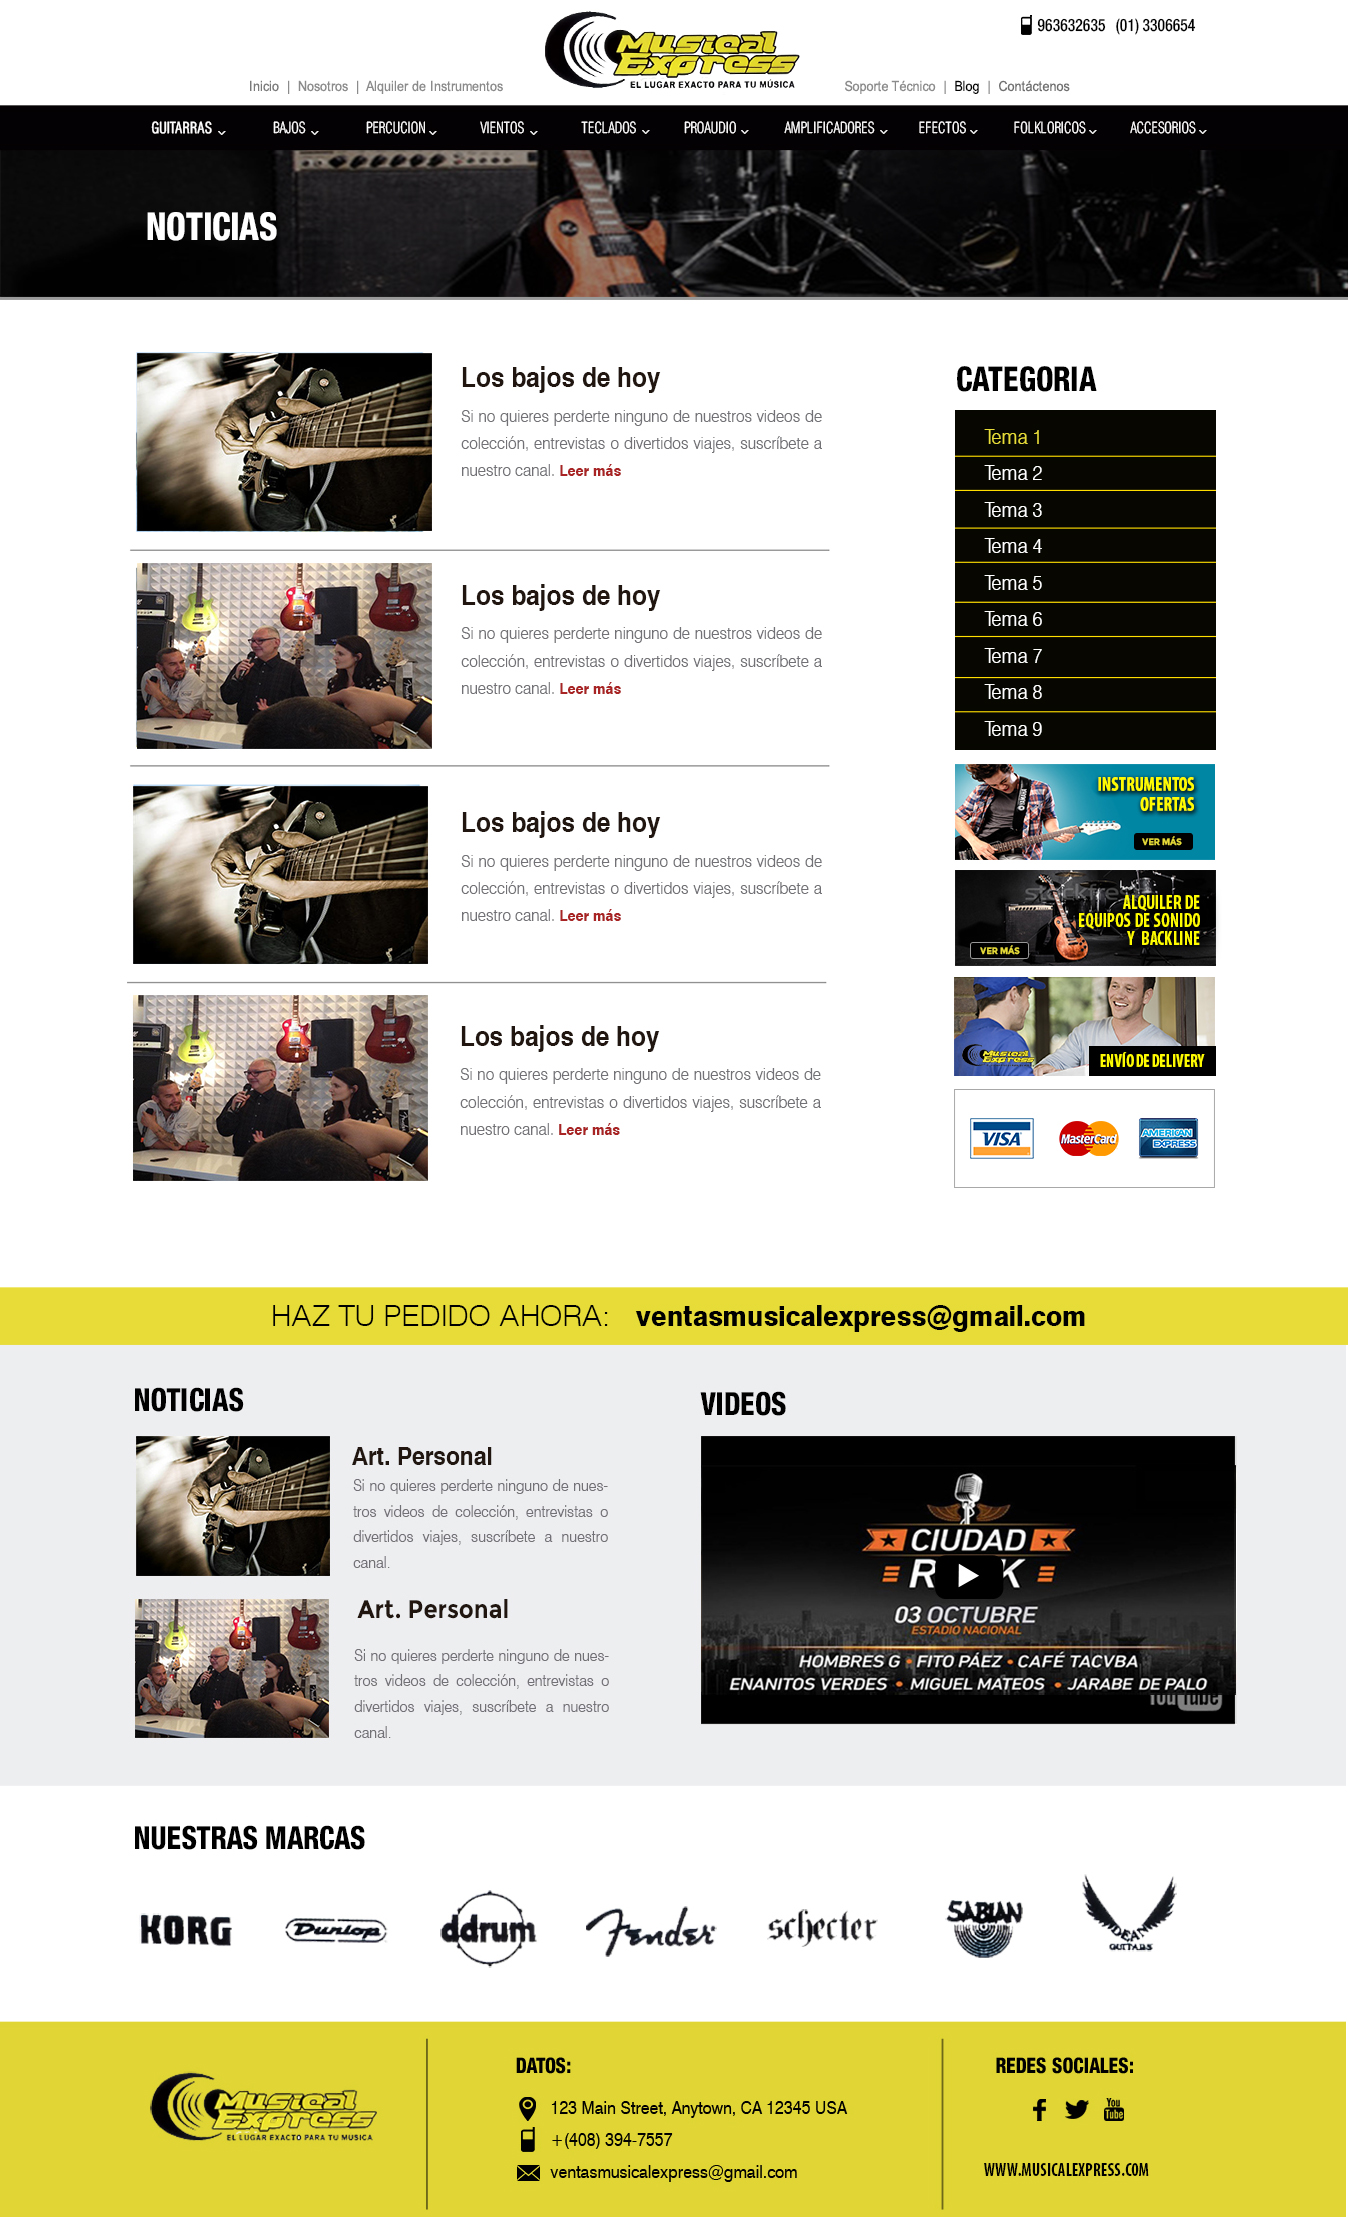 Musical Express
EL LUGAR EXACTO PARA TU MÚSICA
963632635 (01) 3306654
Inicio | Nosotros | Alquiler de Instrumentos
Soporte Técnico | Blog | Contáctenos
GUITARRAS BAJOS PERCUCION VIENTOS TECLADOS PROAUDIO AMPLIFICADORES EFECTOS FOLKLORICOS ACCESORIOS
NOTICIAS
Los bajos de hoy
Si no quieres perderte ninguno de nuestros videos de
colección, entrevistas o divertidos viajes, suscríbete a
nuestro canal. Leer más
Los bajos de hoy
Si no quieres perderte ninguno de nuestros videos de
colección, entrevistas o divertidos viajes, suscríbete a
nuestro canal. Leer más
Los bajos de hoy
Si no quieres perderte ninguno de nuestros videos de
colección, entrevistas o divertidos viajes, suscríbete a
nuestro canal. Leer más
Los bajos de hoy
Si no quieres perderte ninguno de nuestros videos de
colección, entrevistas o divertidos viajes, suscríbete a
nuestro canal. Leer más
CATEGORIA
Tema 1
Tema 2
Tema 3
Tema 4
Tema 5
Tema 6
Tema 7
Tema 8
Tema 9
YAMAHA
INSTRUMENTOS
OFERTAS
VER MÁS
ALQUILER DE
EQUIPOS DE SONIDO
Y BACKLINE
VER MÁS
Musical Express
ENVÍO DE DELIVERY
VISA
MasterCard
AMERICAN
EXPRESS
HAZ TU PEDIDO AHORA: ventasmusicalexpress@gmail.com
NOTICIAS
Art. Personal
Si no quieres perderte ninguno de nues-
tros videos de colección, entrevistas o
divertidos viajes, suscríbete a nuestro
canal.
Art. Personal
Si no quieres perderte ninguno de nues-
tros videos de colección, entrevistas o
divertidos viajes, suscríbete a nuestro
canal.
VIDEOS
CIUDAD
R K
03 OCTUBRE
ESTADIO NACIONAL
HOMBRES G • FITO PÁEZ • CAFÉ TACVBA
ENANITOS VERDES • MIGUEL MATEOS • JARABE DE PALO
YouTube
NUESTRAS MARCAS
KORG
Dunlop
ddrum
Fender
schecter
SABIAN
DEAN
GUITARS
Musical Express
EL LUGAR EXACTO PARA TU MUSICA
DATOS:
123 Main Street, Anytown, CA 12345 USA
+(408) 394-7557
ventasmusicalexpress@gmail.com
REDES SOCIALES:
You
Tube
WWW.MUSICALEXPRESS.COM